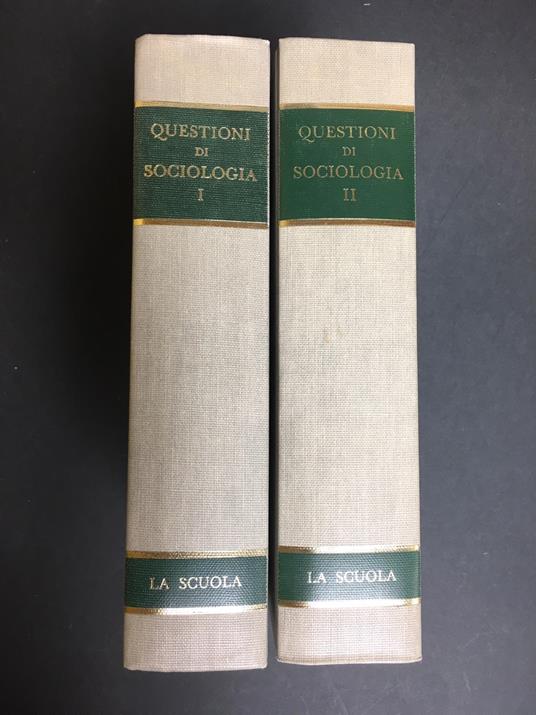 QUESTIONI
DI
SOCIOLOGIA
I
LA SCUOLA
QUESTIONI
DI
SOCIOLOGIA
II
LA SCUOLA